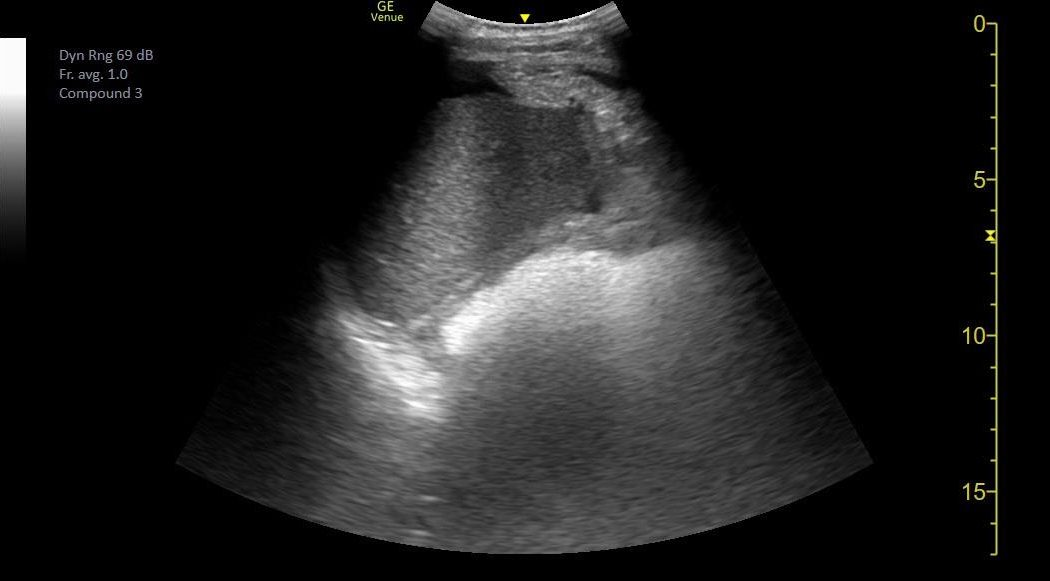 GE
Venue
Dyn Rng 69 dB
Fr. avg. 1.0
Compound 3
0
5
10
15